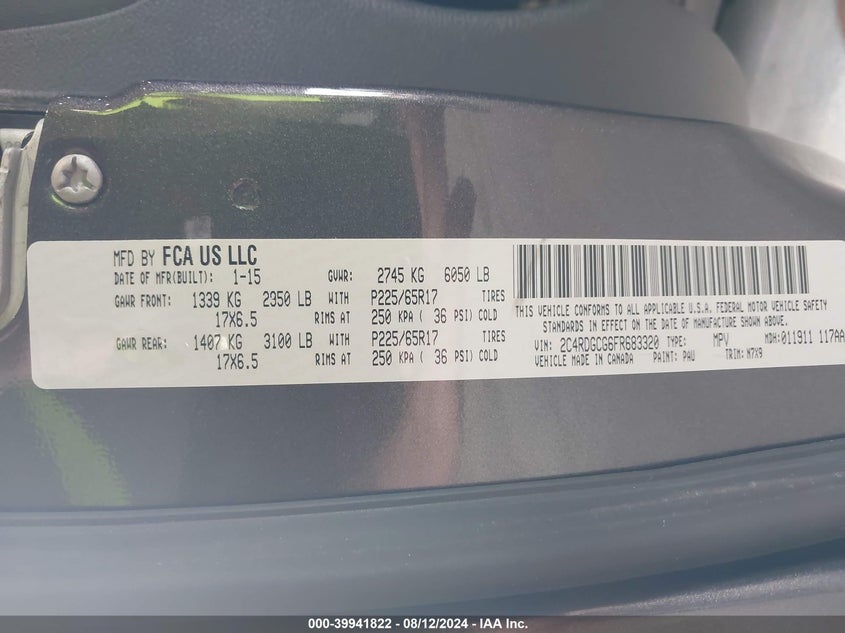 MFD BY FCA US LLC
DATE OF MFR(BUILT): 1-15 GVWR: 2745 KG 6050 LB
GAWR FRONT: 1339 KG 2950 LB WITH P225/65R17 TIRES
17X6.5 RIMS AT 250 KPA ( 36 PSI) COLD
GAWR REAR: 1407 KG 3100 LB WITH P225/65R17 TIRES
17X6.5 RIMS AT 250 KPA ( 36 PSI) COLD
THIS VEHICLE CONFORMS TO ALL APPLICABLE U.S.A. FEDERAL MOTOR VEHICLE SAFETY
STANDARDS IN EFFECT ON THE DATE OF MANUFACTURE SHOWN ABOVE.
VIN: 2C4RDGCG6FR683320 TYPE: MPV MDH: 011911 117AA
VEHICLE MADE IN CANADA PAINT: PAU TRIM: N7X9
000-39941822 - 08/12/2024 - IAA Inc.